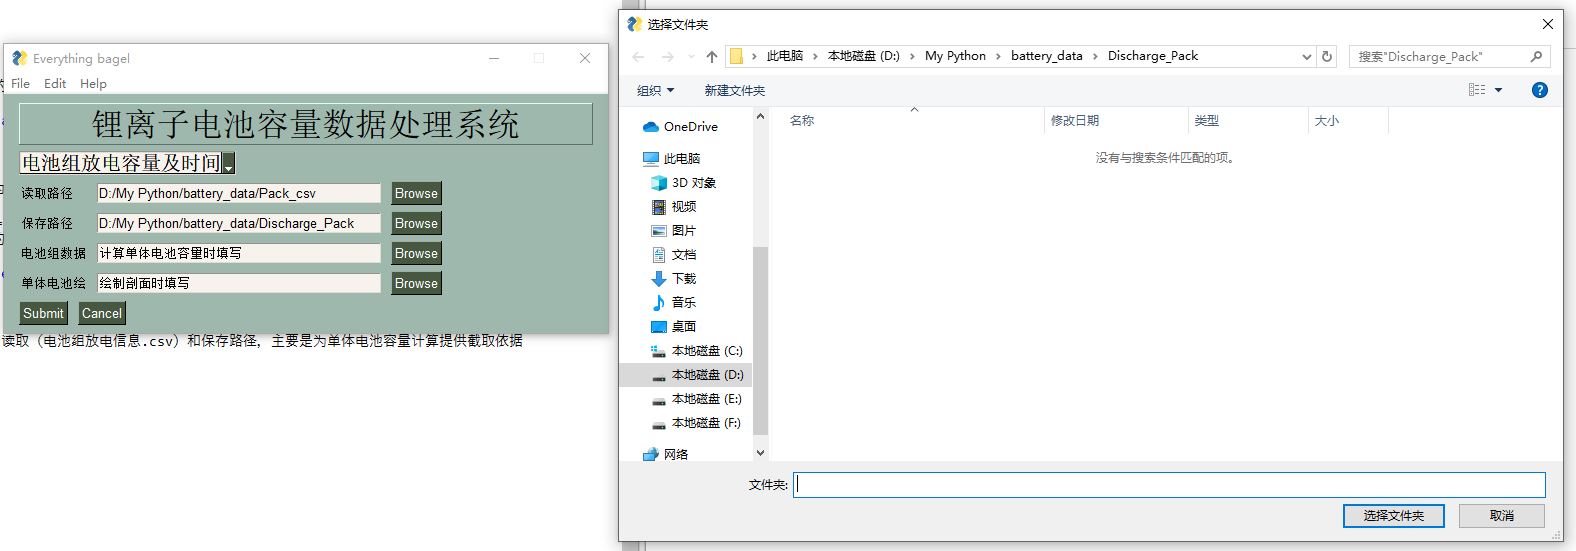 Everything bagel
File Edit Help
锂离子电池容量数据处理系统
电池组放电容量及时间
读取路径 D:/My Python/battery_data/Pack_csv Browse
保存路径 D:/My Python/battery_data/Discharge_Pack Browse
电池组数据 计算单体电池容量时填写 Browse
单体电池绘 绘制剖面时填写 Browse
Submit Cancel
读取（电池组放电信息.csv）和保存路径，主要是为单体电池容量计算提供截取依据
选择文件夹
此电脑 本地磁盘 (D:) My Python battery_data Discharge_Pack 搜索"Discharge_Pack"
组织 新建文件夹
名称 修改日期 类型 大小
没有与搜索条件匹配的项。
OneDrive
此电脑
3D 对象
视频
图片
文档
下载
音乐
桌面
本地磁盘 (C:)
本地磁盘 (D:)
本地磁盘 (E:)
本地磁盘 (F:)
网络
文件夹:
选择文件夹 取消